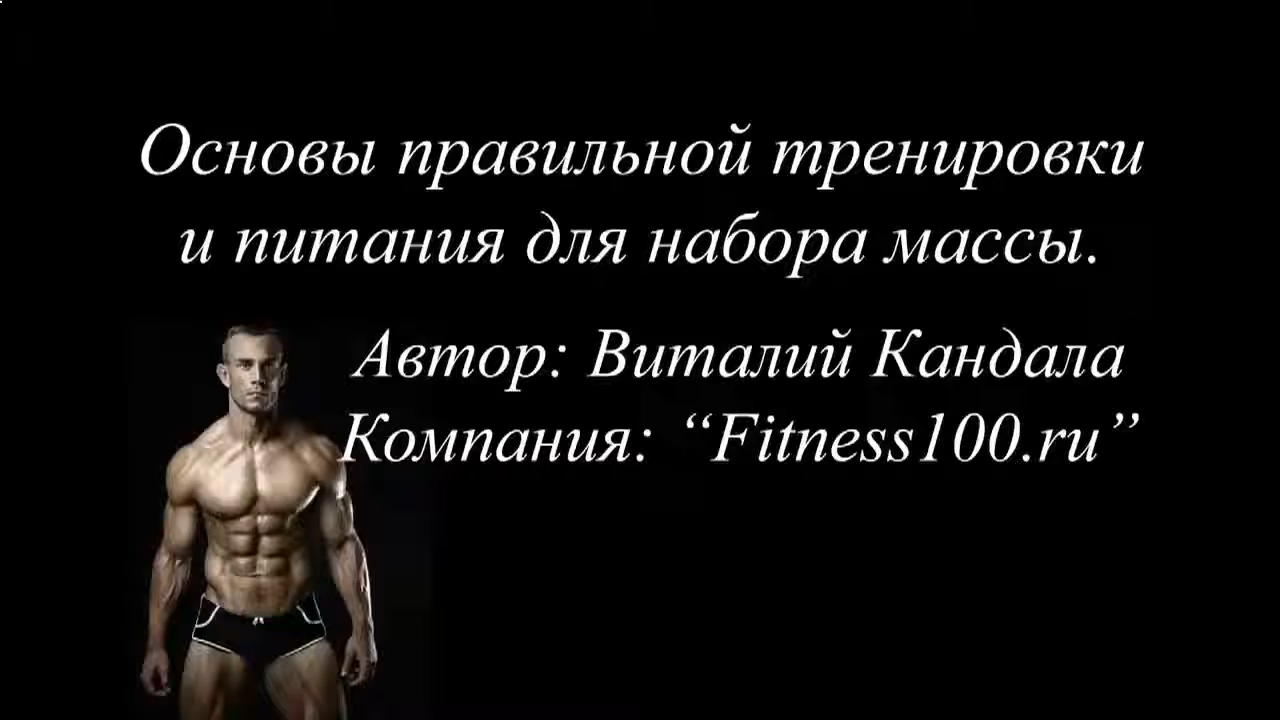 Основы правильной тренировки
и питания для набора массы.
Автор: Виталий Кандала
Компания: “Fitness100.ru”